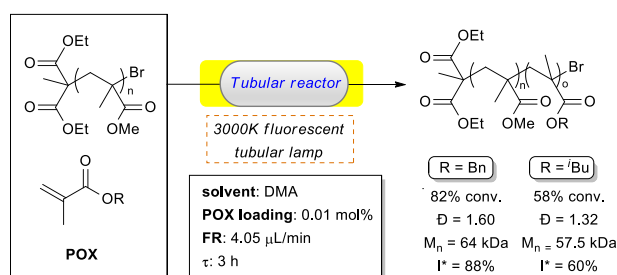 OEt
O
n
Br
O
O
OEt
OMe
O
OR
POX
Tubular reactor
3000K fluorescent
tubular lamp
solvent: DMA
POX loading: 0.01 mol%
FR: 4.05 μL/min
τ: 3 h
OEt
O
n
o
Br
O
O
O
OEt
OMe
OR
R = Bn
82% conv.
Đ = 1.60
Mn = 64 kDa
I* = 88%
R = iBu
58% conv.
Đ = 1.32
Mn = 57.5 kDa
I* = 60%